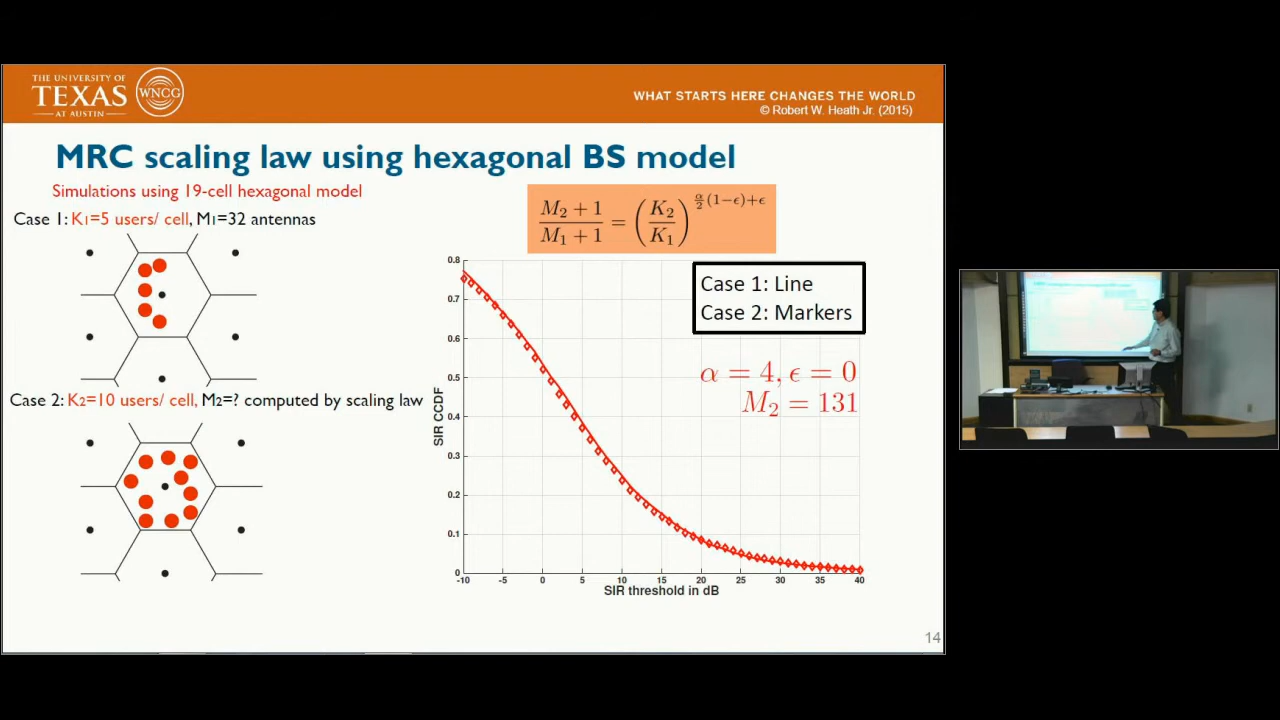 THE UNIVERSITY OF
TEXAS
AT AUSTIN
WNCG
WHAT STARTS HERE CHANGES THE WORLD
© Robert W. Heath Jr. (2015)
MRC scaling law using hexagonal BS model
Simulations using 19-cell hexagonal model
Case 1: K1=5 users/ cell, M1=32 antennas
Case 2: K2=10 users/ cell, M2=? computed by scaling law
(M₂ + 1)/(M₁ + 1) = (K₂/K₁)^(α/2 (1−ϵ)+ϵ)
Case 1: Line
Case 2: Markers
α = 4, ϵ = 0
M₂ = 131
SIR CCDF
0.8
0.7
0.6
0.5
0.4
0.3
0.2
0.1
0
-10 -5 0 5 10 15 20 25 30 35 40
SIR threshold in dB
14